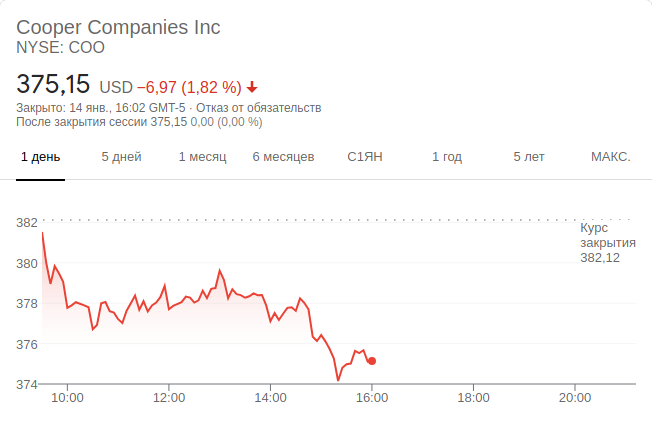 Cooper Companies Inc
NYSE: COO
375,15 USD −6,97 (1,82 %)
Закрыто: 14 янв., 16:02 GMT-5 · Отказ от обязательств
После закрытия сессии 375,15 0,00 (0,00 %)
1 день 5 дней 1 месяц 6 месяцев С1ЯН 1 год 5 лет МАКС.
382
Курс
закрытия
382,12
380
378
376
374
10:00 12:00 14:00 16:00 18:00 20:00